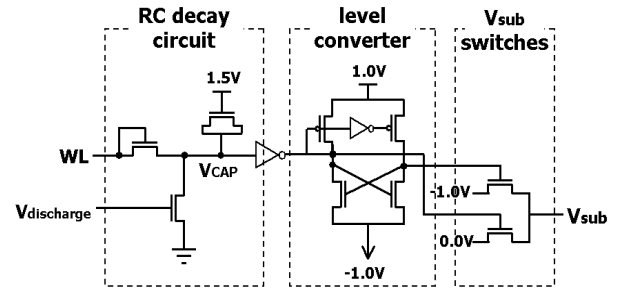 RC decay
circuit
level
converter
Vsub
switches
1.5V
1.0V
WL
VCAP
Vdischarge
-1.0V
0.0V
Vsub
-1.0V